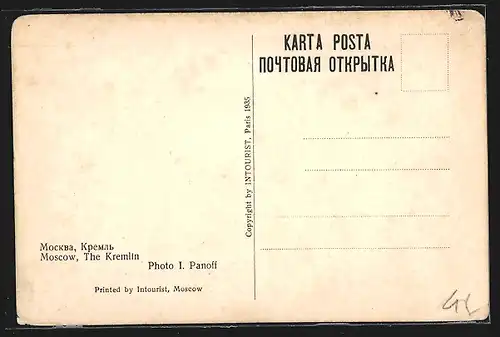 KARTA POSTA
ПОЧТОВАЯ ОТКРЫТКА
Copyright by INTOURIST, Paris 1935
Москва, Кремль
Moscow, The Kremlin
Photo I. Panoff
Printed by Intourist, Moscow